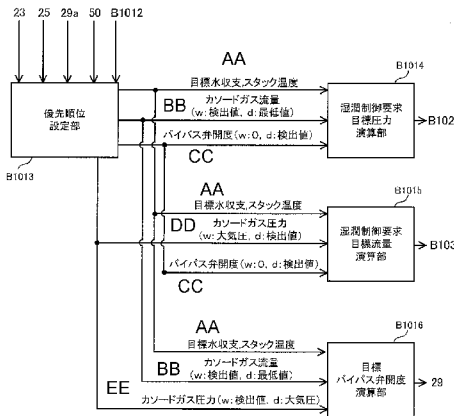 23 25 29a 50 B1012
AA
B1014
目標水収支,スタック温度
優先順位
設定部
BB カソードガス流量
(w:検出値, d:最低値)
湿潤制御要求
目標圧力
演算部
B102
バイパス弁開度(w:0, d:検出値)
CC
B1013
AA
B1015
目標水収支,スタック温度
DD カソードガス圧力
(w:大気圧, d:検出値)
湿潤制御要求
目標流量
演算部
B103
バイパス弁開度(w:0, d:検出値)
CC
AA
B1016
目標水収支,スタック温度
BB カソードガス流量
(w:検出値, d:最低値)
目標
バイパス弁開度
演算部
29
EE カソードガス圧力(w:検出値, d:大気圧)